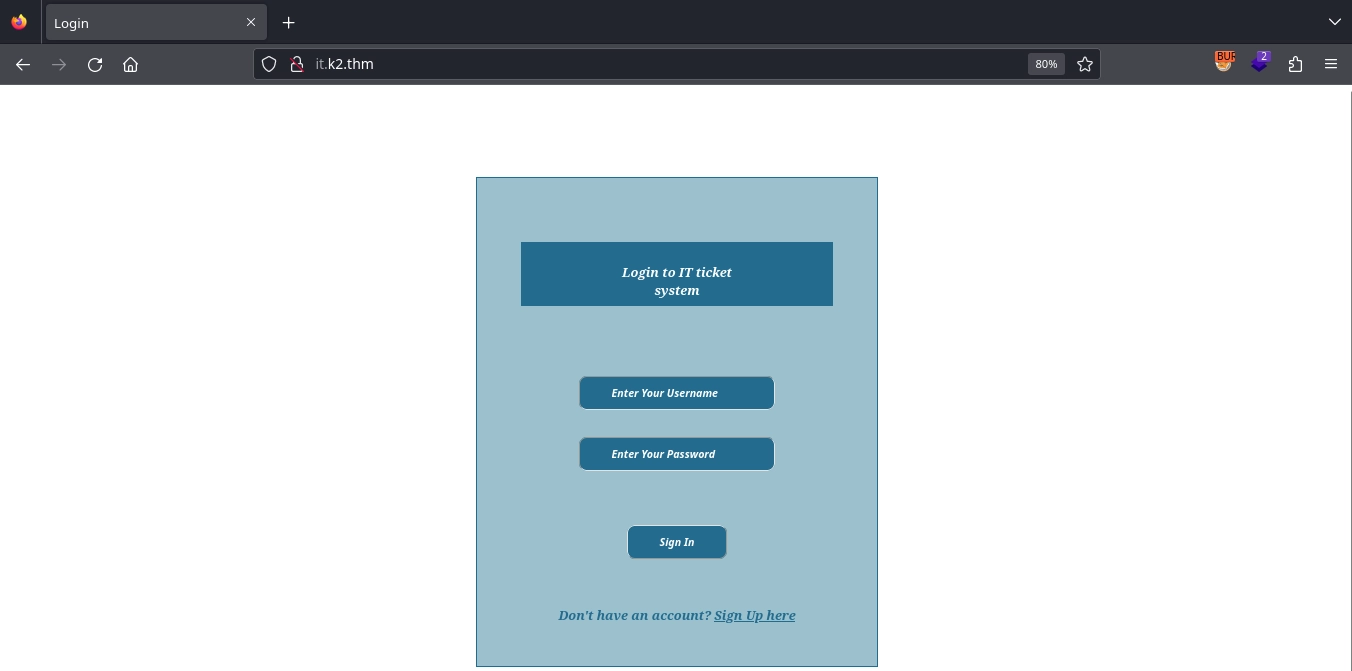 Login
it.k2.thm
80%
BUR
2
Login to IT ticket
system
Enter Your Username
Enter Your Password
Sign In
Don't have an account? Sign Up here